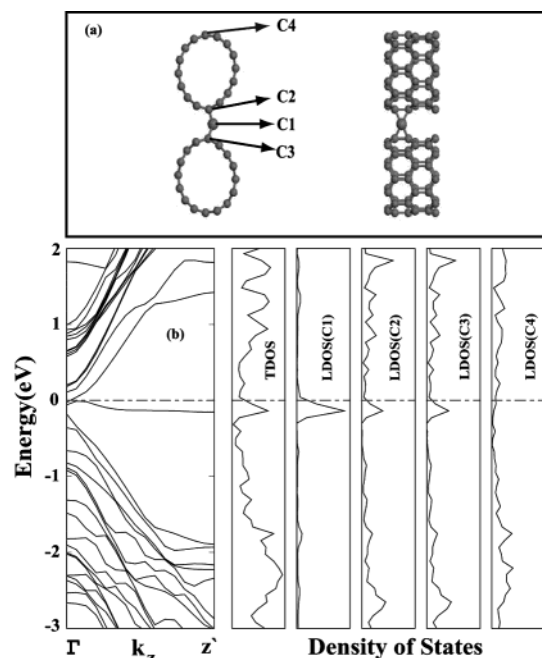 (a)
C4
C2
C1
C3
2
1
0
-1
-2
-3
Energy(eV)
(b)
TDOS
LDOS(C1)
LDOS(C2)
LDOS(C3)
LDOS(C4)
Γ
kz
z`
Density of States